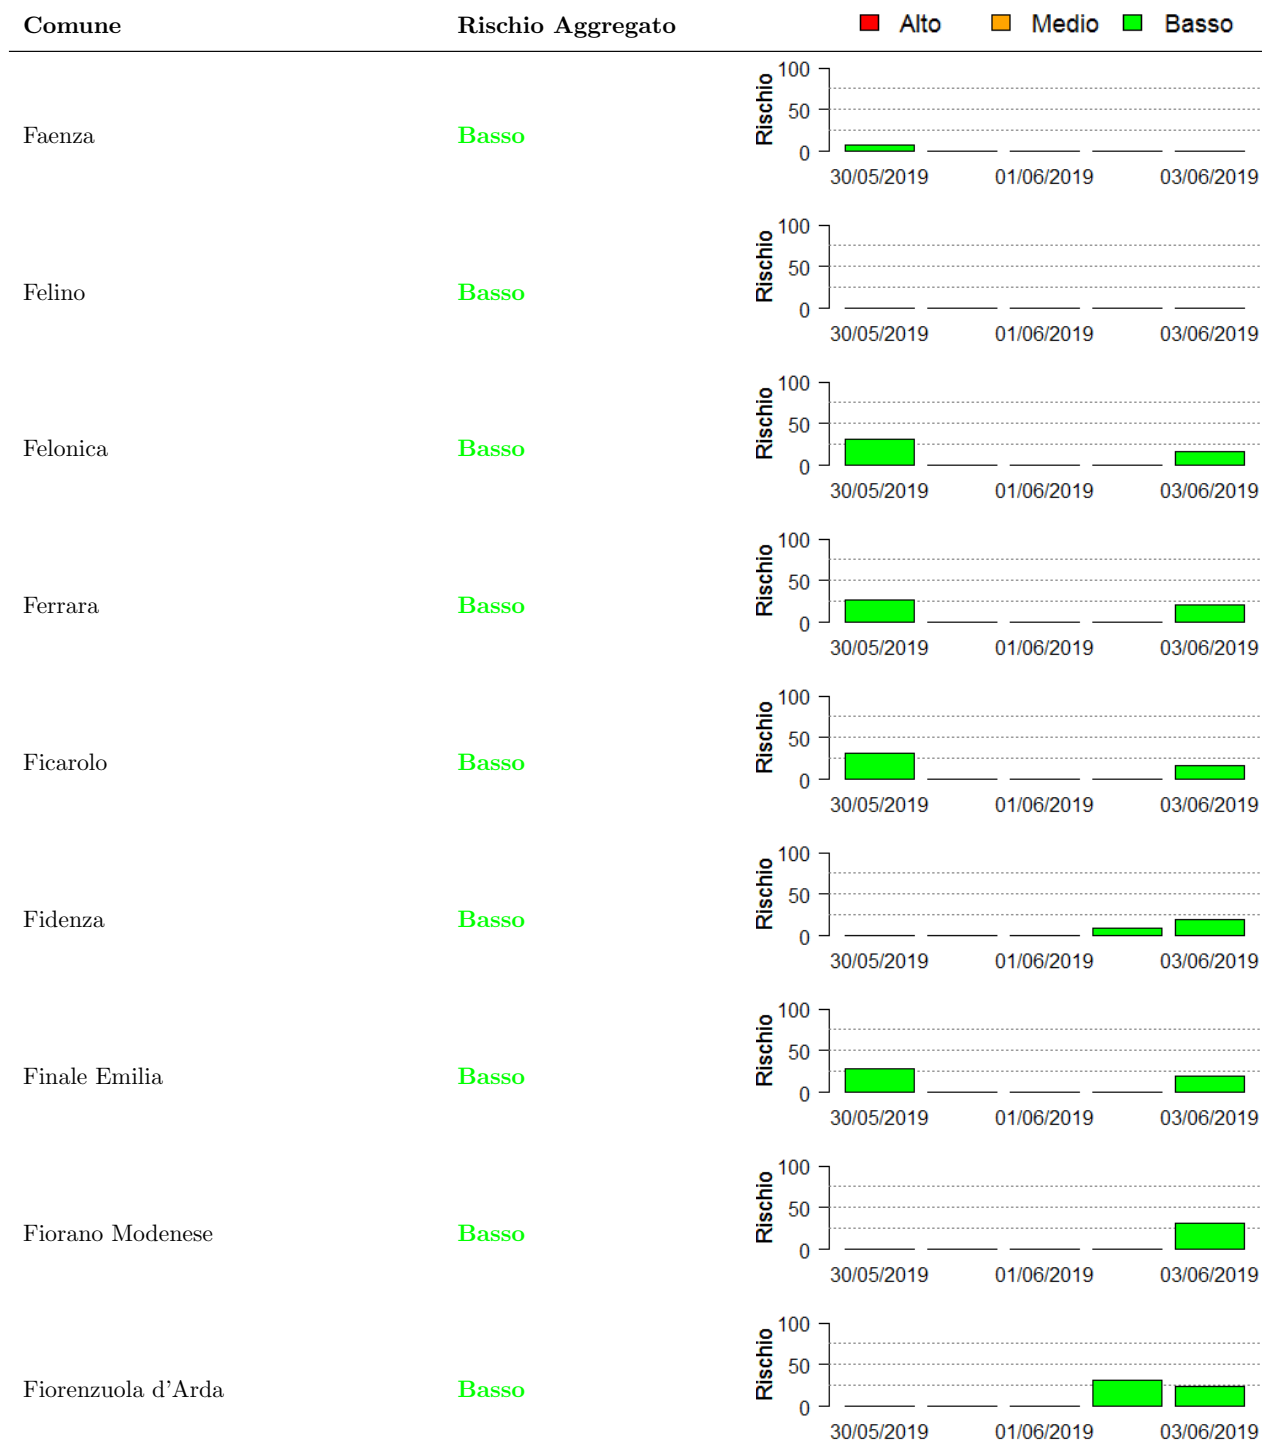 Comune Rischio Aggregato Alto Medio Basso
Faenza Basso
Rischio
100
50
0
30/05/2019 01/06/2019 03/06/2019
Felino Basso
Rischio
100
50
0
30/05/2019 01/06/2019 03/06/2019
Felonica Basso
Rischio
100
50
0
30/05/2019 01/06/2019 03/06/2019
Ferrara Basso
Rischio
100
50
0
30/05/2019 01/06/2019 03/06/2019
Ficarolo Basso
Rischio
100
50
0
30/05/2019 01/06/2019 03/06/2019
Fidenza Basso
Rischio
100
50
0
30/05/2019 01/06/2019 03/06/2019
Finale Emilia Basso
Rischio
100
50
0
30/05/2019 01/06/2019 03/06/2019
Fiorano Modenese Basso
Rischio
100
50
0
30/05/2019 01/06/2019 03/06/2019
Fiorenzuola d'Arda Basso
Rischio
100
50
0
30/05/2019 01/06/2019 03/06/2019